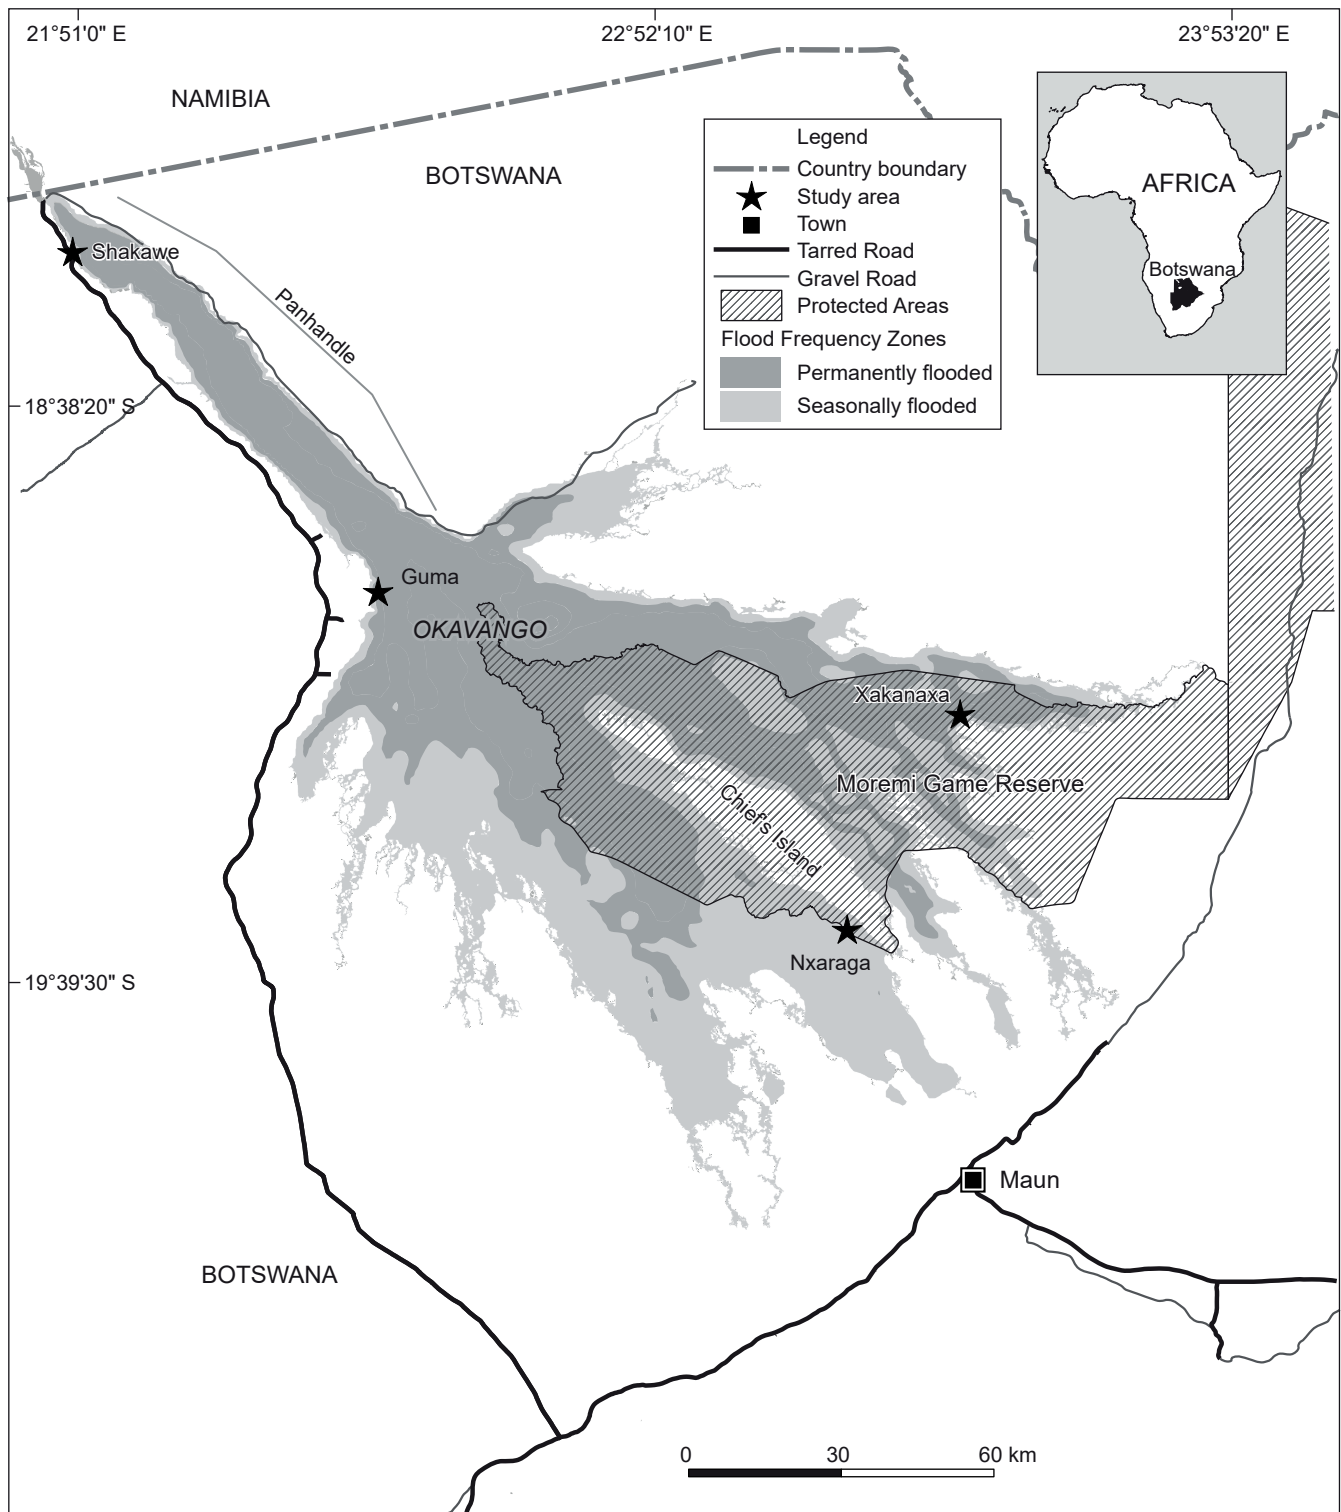 21°51'0" E
22°52'10" E
23°53'20" E
NAMIBIA
BOTSWANA
Legend
Country boundary
Study area
Town
Tarred Road
Gravel Road
Protected Areas
Flood Frequency Zones
Permanently flooded
Seasonally flooded
AFRICA
Botswana
Shakawe
Panhandle
18°38'20" S
Guma
OKAVANGO
Xakanaxa
Moremi Game Reserve
Chief's Island
Nxaraga
19°39'30" S
Maun
BOTSWANA
0 30 60 km